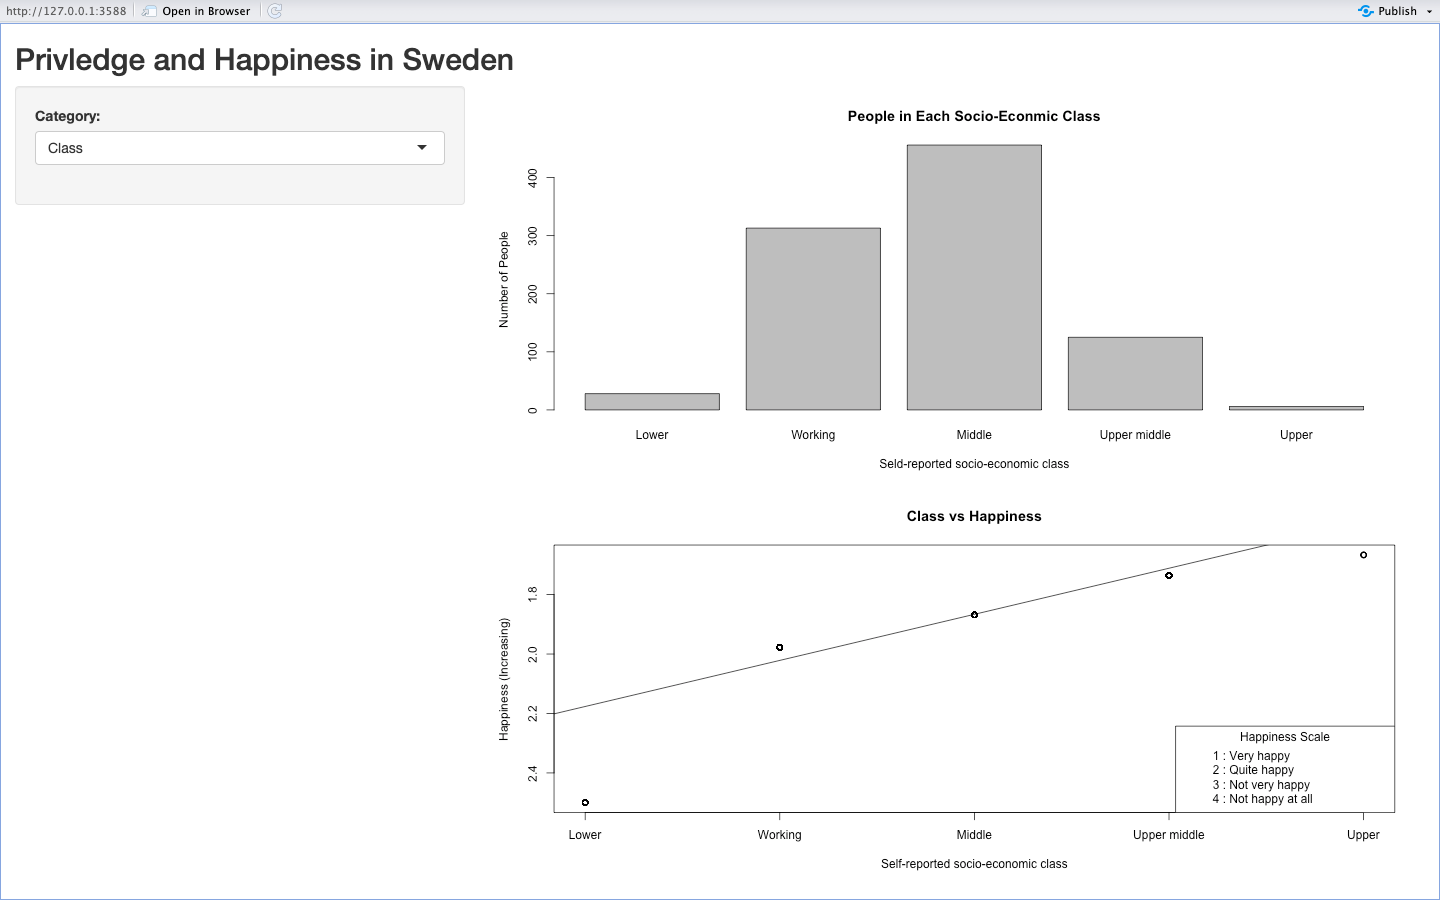 http://127.0.0.1:3588 Open in Browser Publish
Privledge and Happiness in Sweden
Category:
Class
People in Each Socio-Econmic Class
Number of People
400
300
200
100
0
Lower Working Middle Upper middle Upper
Seld-reported socio-economic class
Class vs Happiness
Happiness (Increasing)
1.8
2.0
2.2
2.4
Happiness Scale
1 : Very happy
2 : Quite happy
3 : Not very happy
4 : Not happy at all
Lower Working Middle Upper middle Upper
Self-reported socio-economic class